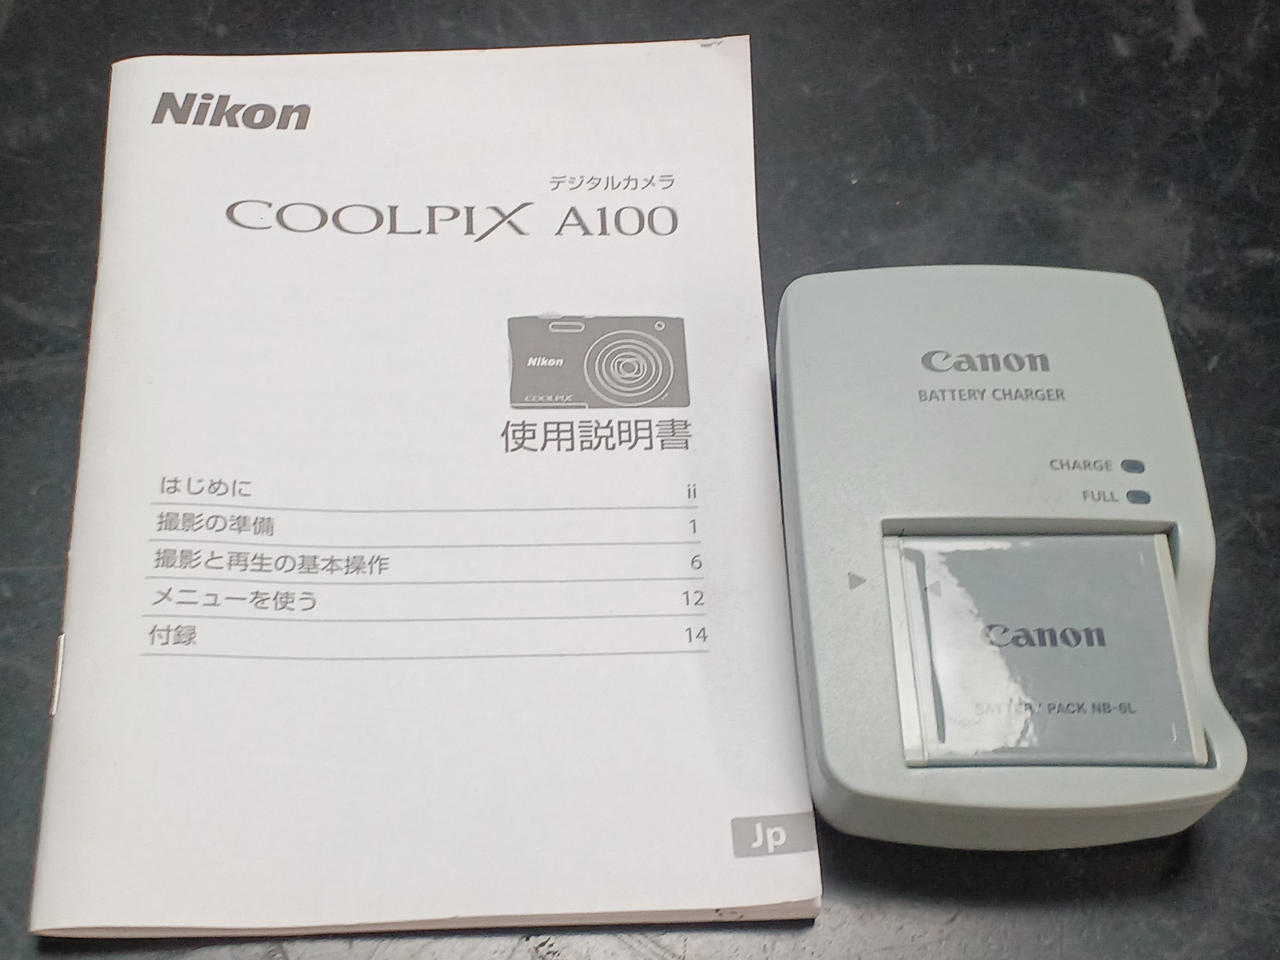 Nikon
デジタルカメラ
COOLPIX A100
Nikon
COOLPIX
使用説明書
はじめに ii
撮影の準備 1
撮影と再生の基本操作 6
メニューを使う 12
付録 14
Jp
Canon
BATTERY CHARGER
CHARGE
FULL
Canon
BATTERY PACK NB-6L